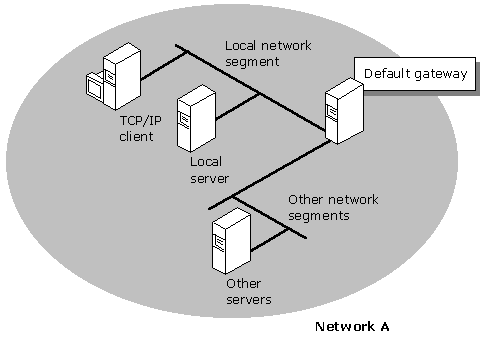 Local network
segment
Default gateway
TCP/IP
client
Local
server
Other network
segments
Other
servers
Network A